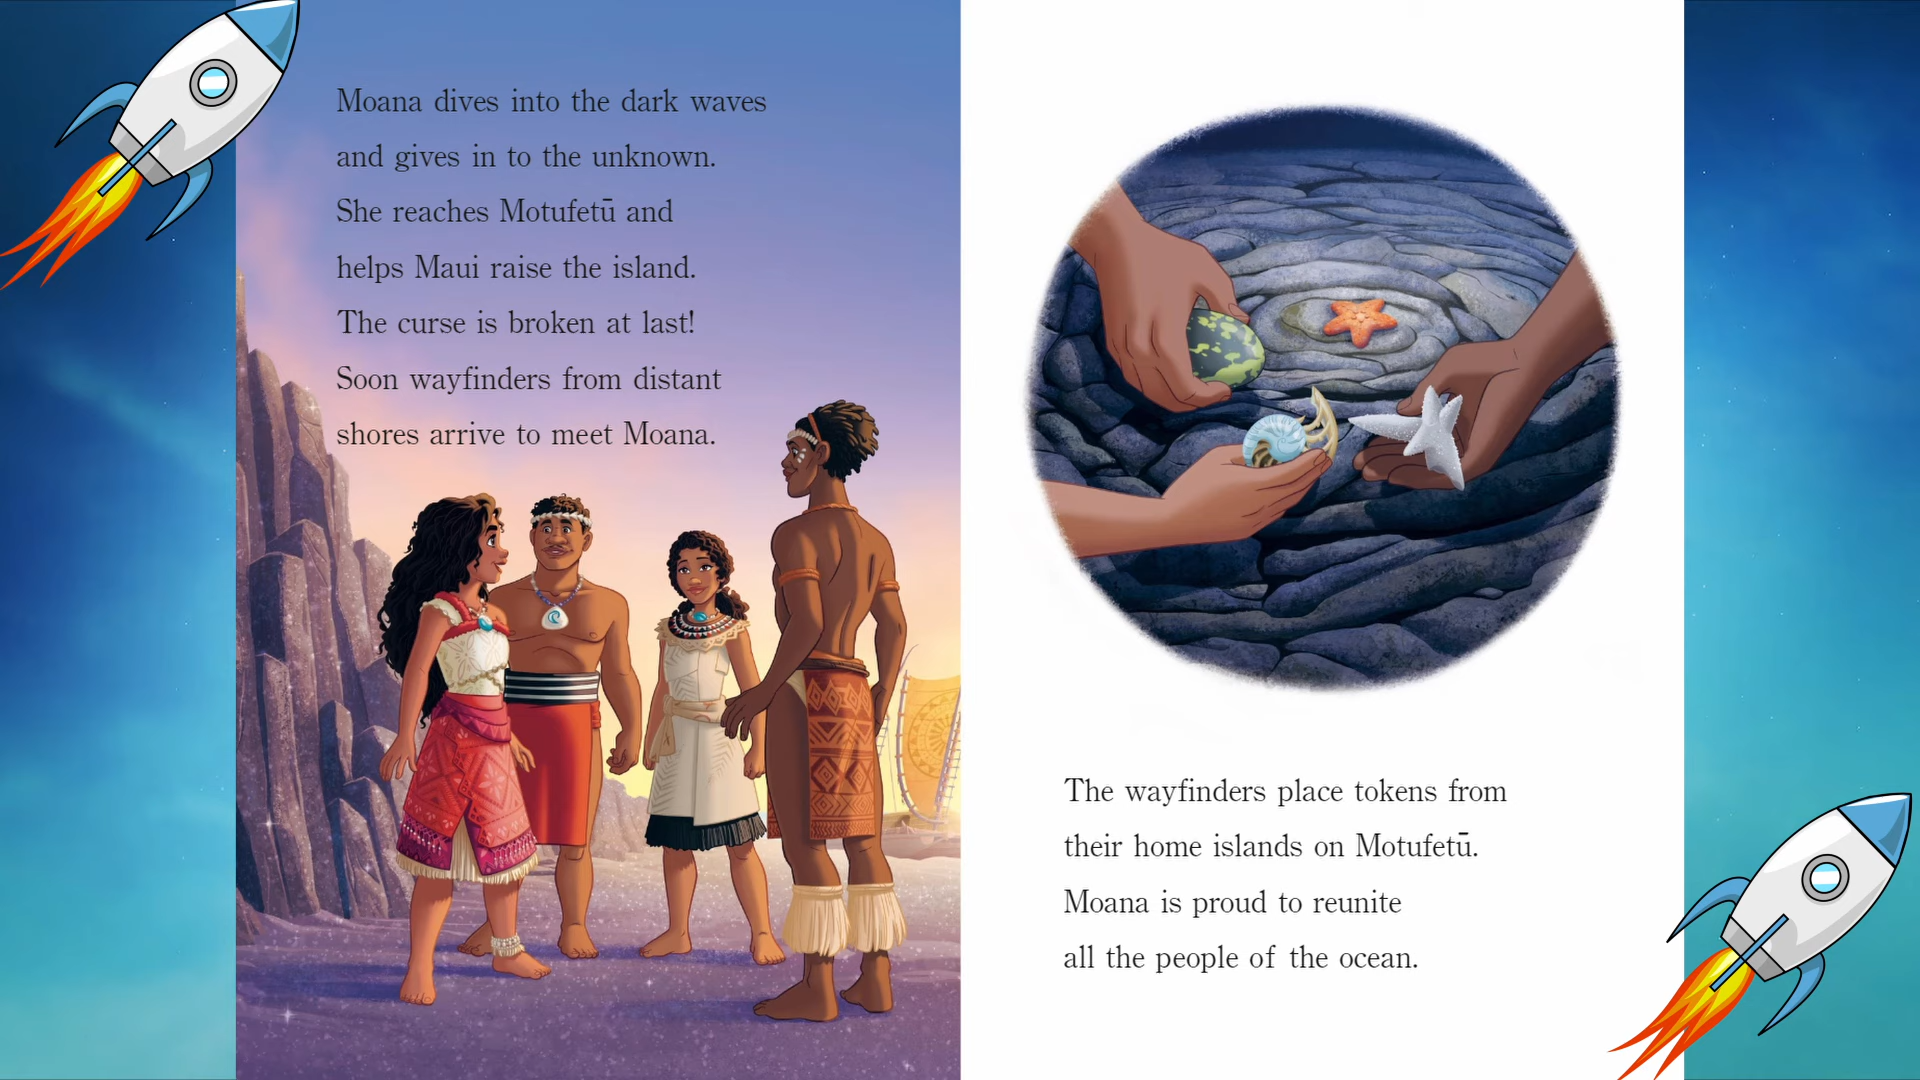 Moana dives into the dark waves
and gives in to the unknown.
She reaches Motufetū and
helps Maui raise the island.
The curse is broken at last!
Soon wayfinders from distant
shores arrive to meet Moana.
The wayfinders place tokens from
their home islands on Motufetū.
Moana is proud to reunite
all the people of the ocean.